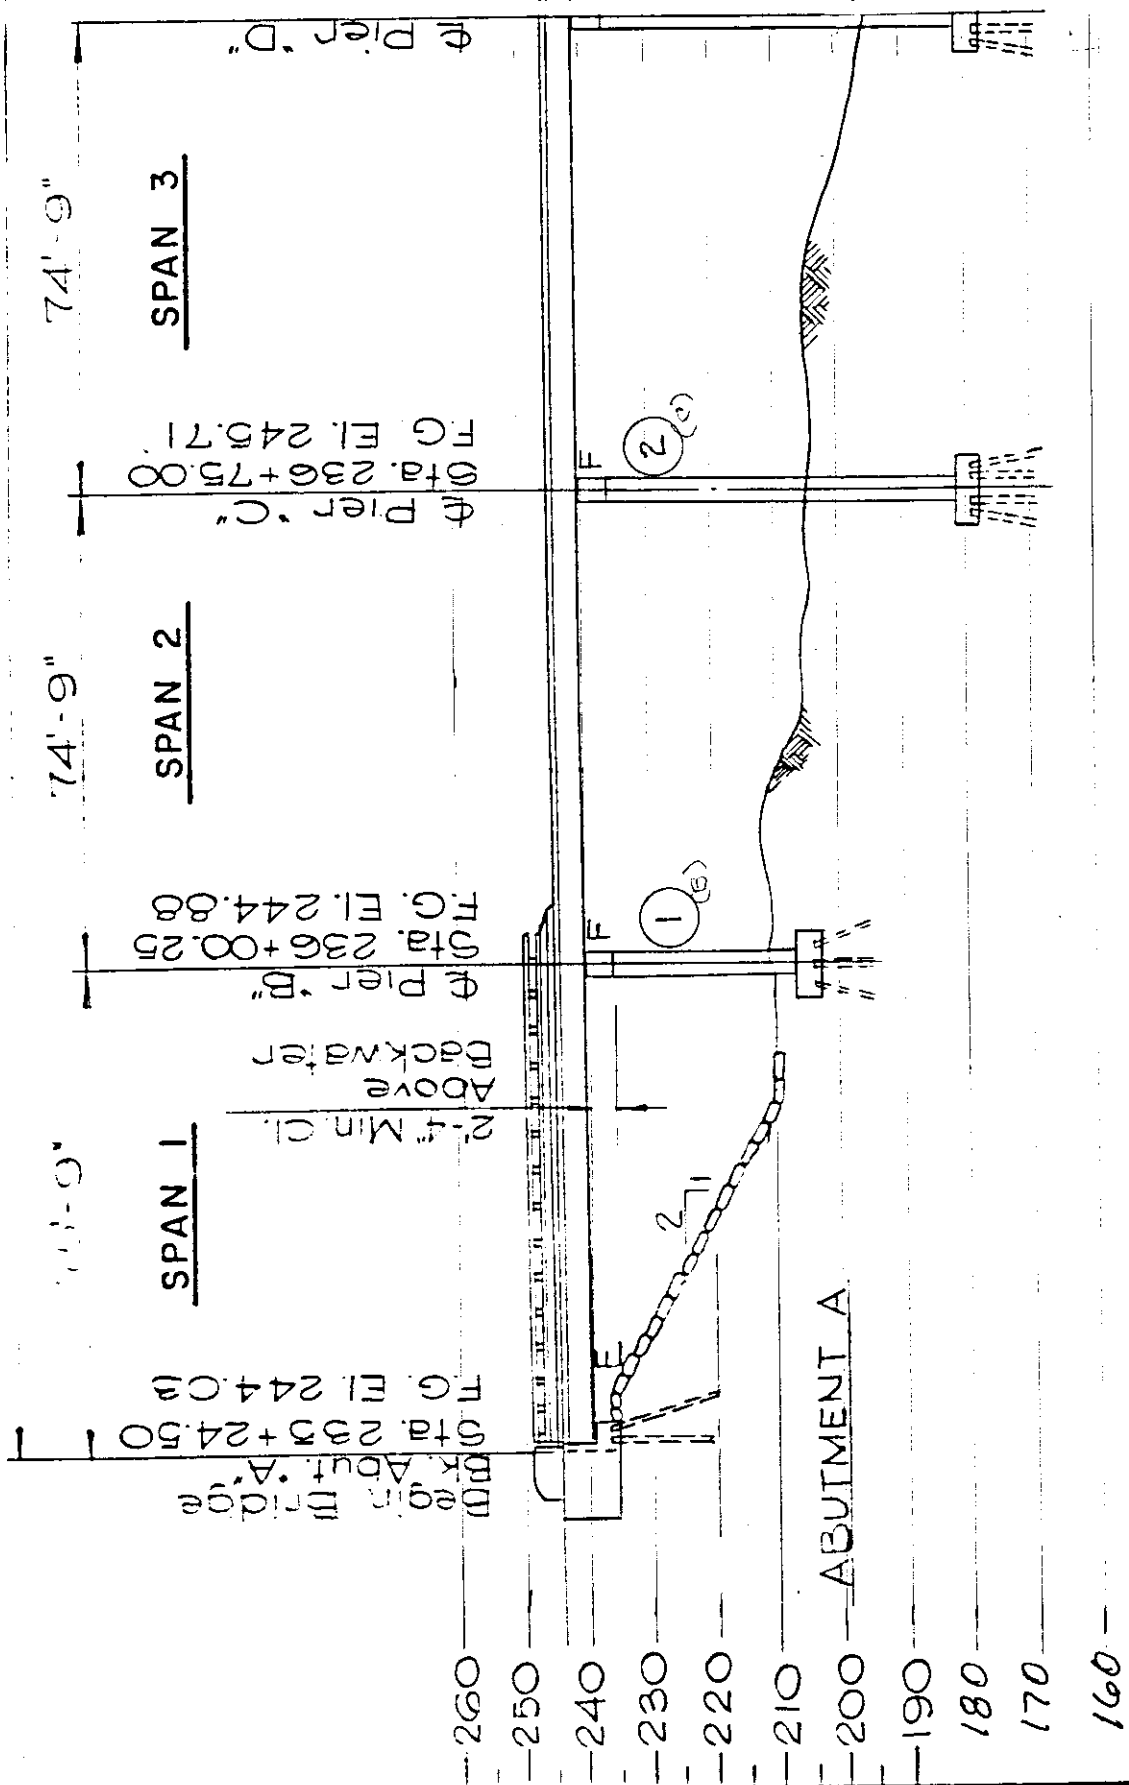 74'-9"
74'-9"
SPAN 1
SPAN 2
SPAN 3
Begin Bridge
Bk. Abut. "A"
Sta. 235+24.50
F.G. El. 244.03
2'-4" Min. Cl.
Above
Backwater
℄ Pier "B"
Sta. 236+00.25
F.G. El. 244.88
℄ Pier "C"
Sta. 236+75.00
F.G. El. 245.71
℄ Pier "D"
E
F
F
1
(B)
2
(C)
2
1
ABUTMENT A
260
250
240
230
220
210
200
190
180
170
160